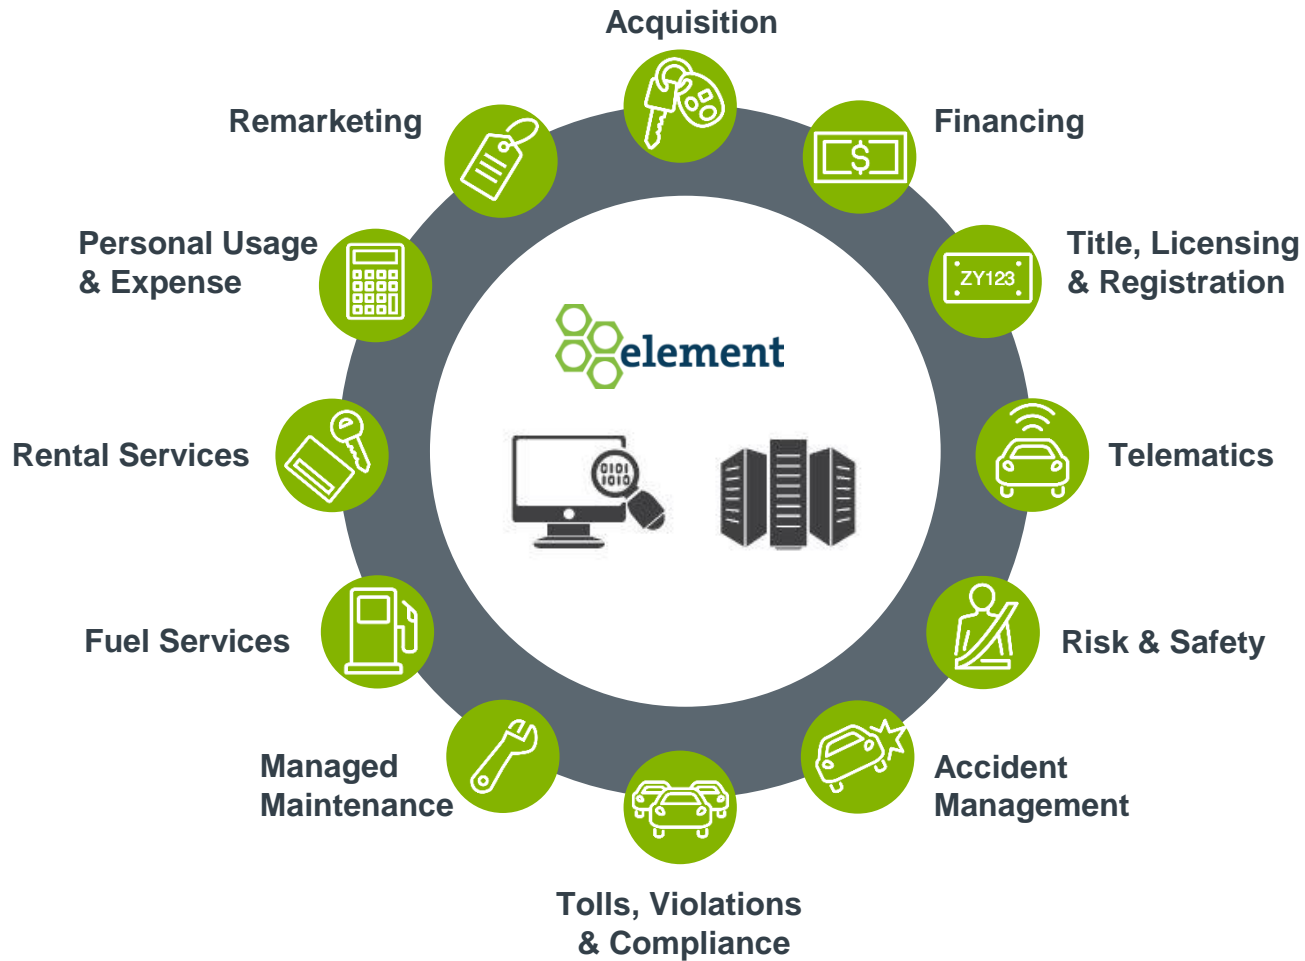 Acquisition
Remarketing
Financing
Personal Usage
& Expense
Title, Licensing
& Registration
ZY123
element
Rental Services
Telematics
0101
1010
Fuel Services
Risk & Safety
Managed
Maintenance
Accident
Management
Tolls, Violations
& Compliance
$